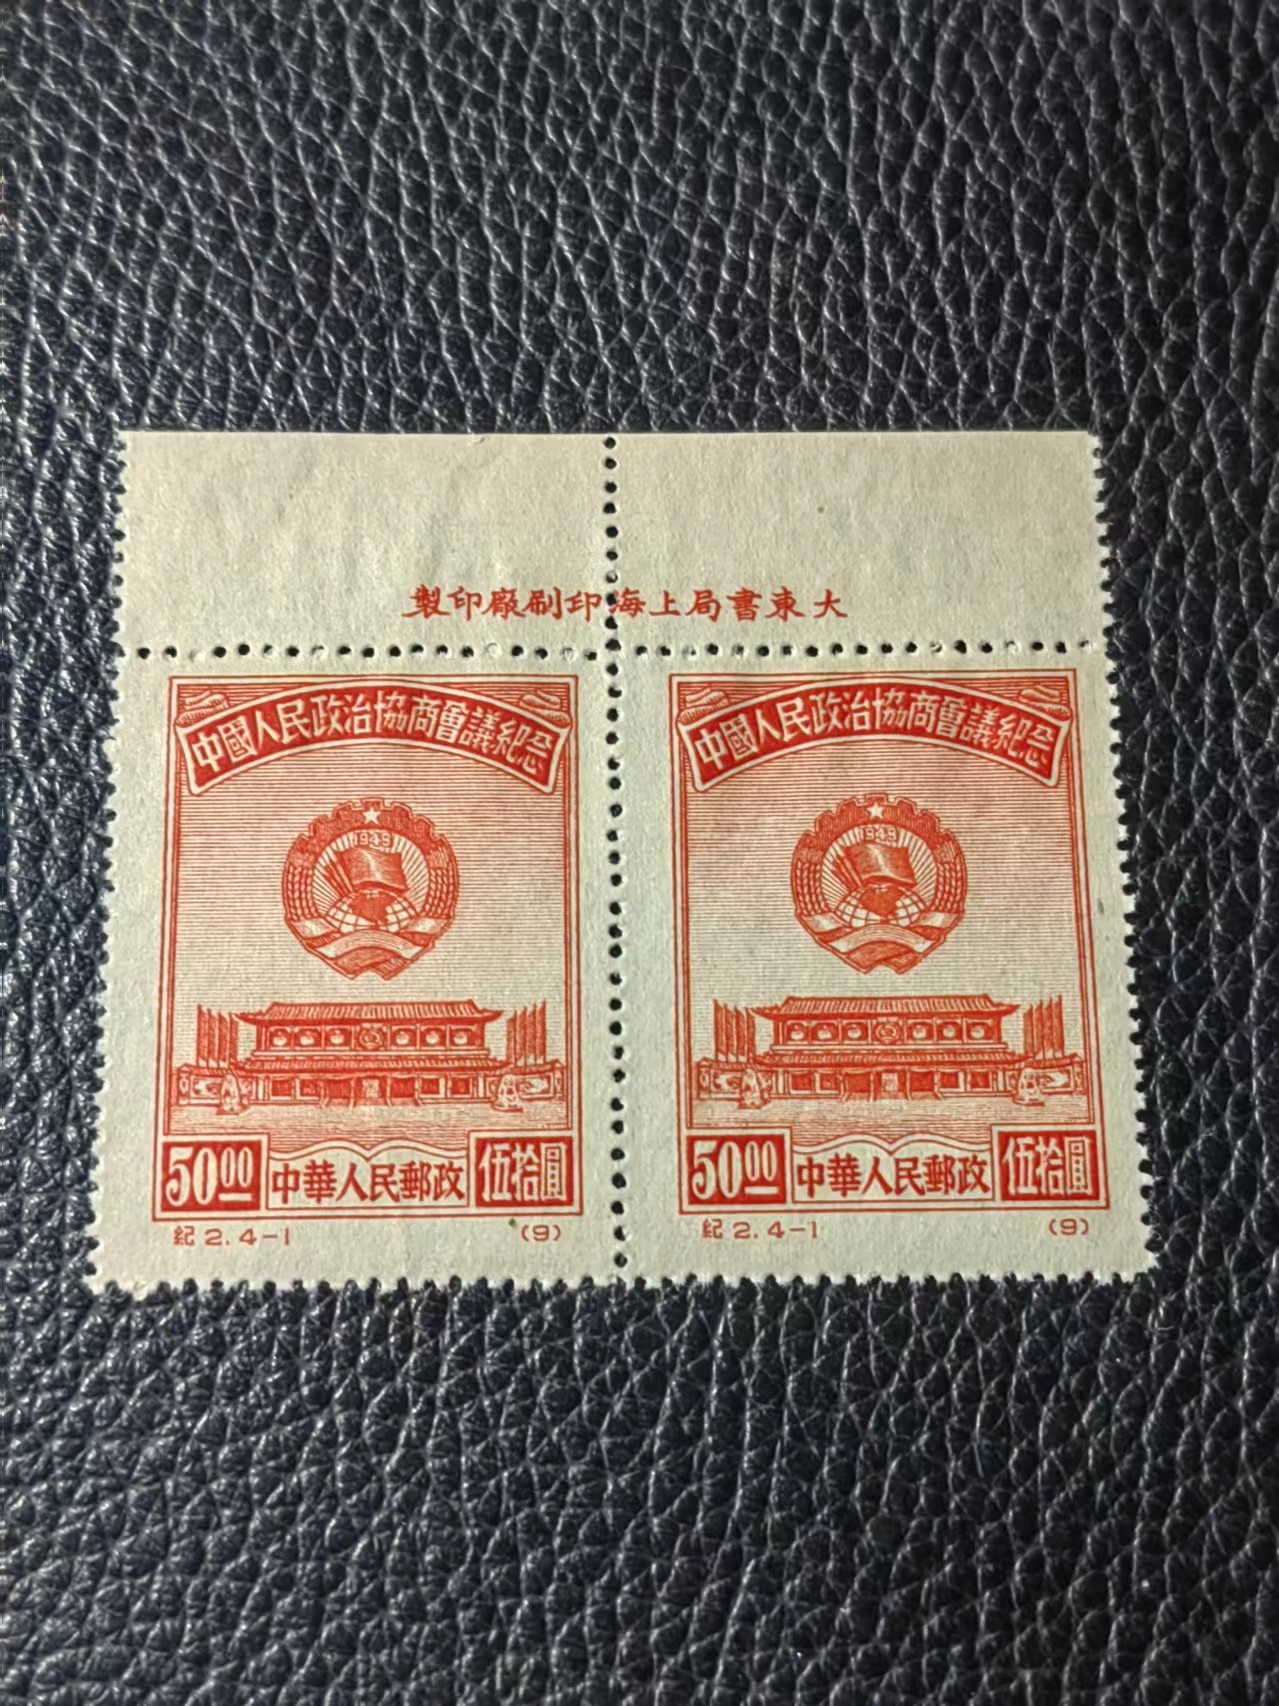 大東書局上海印刷廠印製
中國人民政治協商會議紀念
1949
50.00
中華人民郵政
伍拾圓
紀2.4-1
(9)
中國人民政治協商會議紀念
1949
50.00
中華人民郵政
伍拾圓
紀2.4-1
(9)